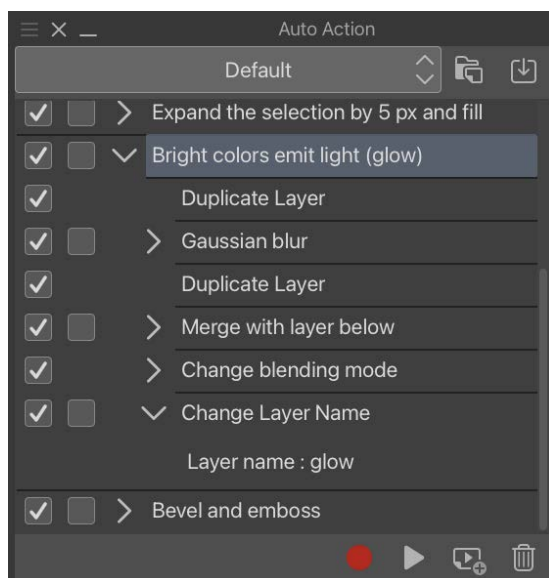 Auto Action
Default
Expand the selection by 5 px and fill
Bright colors emit light (glow)
Duplicate Layer
Gaussian blur
Duplicate Layer
Merge with layer below
Change blending mode
Change Layer Name
Layer name : glow
Bevel and emboss